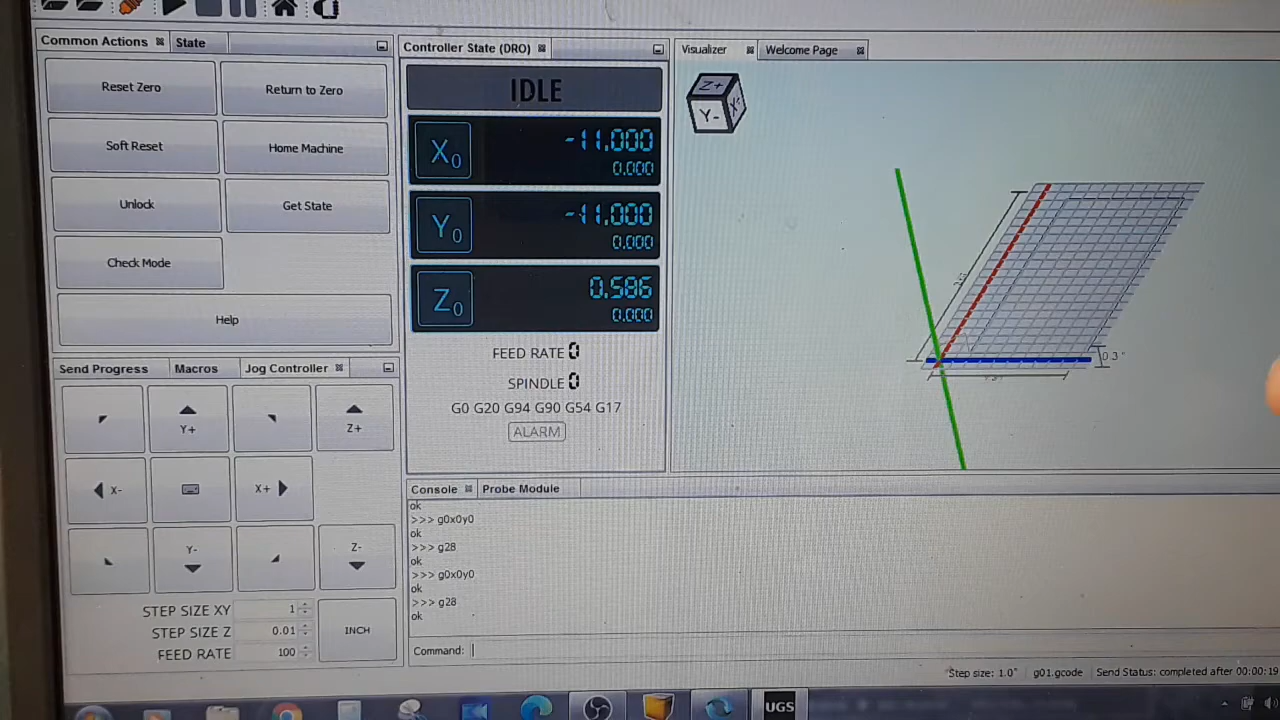 Common Actions
State
Reset Zero
Return to Zero
Soft Reset
Home Machine
Unlock
Get State
Check Mode
Help
Send Progress
Macros
Jog Controller
Y+
Z+
X-
X+
Y-
Z-
STEP SIZE XY 1
STEP SIZE Z 0.01
FEED RATE 100
INCH
Controller State (DRO)
IDLE
X0 -11.000
0.000
Y0 -11.000
0.000
Z0 0.586
0.000
FEED RATE 0
SPINDLE 0
G0 G20 G94 G90 G54 G17
ALARM
Visualizer
Welcome Page
Z+
Y-
X-
0.3 "
Console
Probe Module
ok
>>> g0x0y0
ok
>>> g28
ok
>>> g0x0y0
ok
>>> g28
ok
Command:
Step size: 1.0"
g01.gcode
Send Status: completed after 00:00:19
UGS